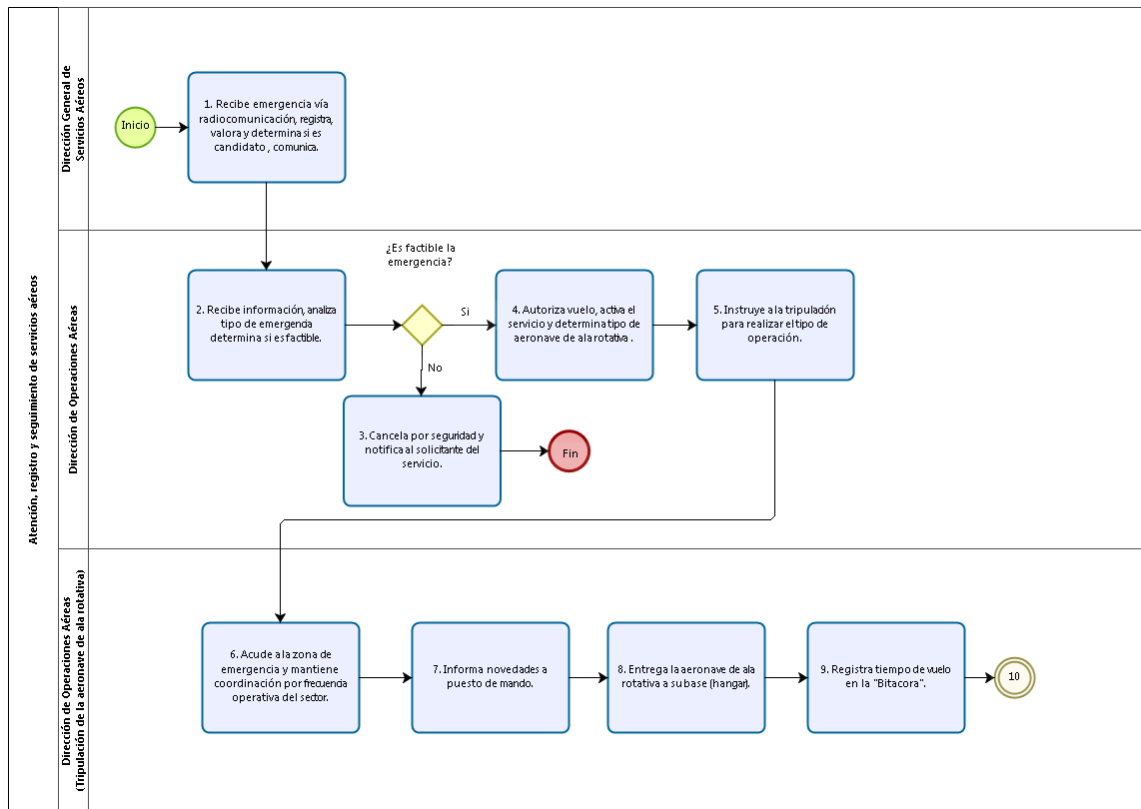 Atención, registro y seguimiento de servicios aéreos
Dirección General de
Servicios Aéreos
Inicio
1. Recibe emergencia vía
radiocomunicación, registra,
valora y determina si es
candidato , comunica.
Dirección de Operaciones Aéreas
2. Recibe información, analiza
tipo de emergencia
determina si es factible.
¿Es factible la
emergencia?
Si
No
4. Autoriza vuelo, activa el
servicio y determina tipo de
aeronave de ala rotativa .
5. Instruye a la tripulación
para realizar el tipo de
operación.
3. Cancela por seguridad y
notifica al solicitante del
servicio.
Fin
Dirección de Operaciones Aéreas
(Tripulación de la aeronave de ala rotativa)
6. Acude a la zona de
emergencia y mantiene
coordinación por frecuencia
operativa del sector.
7. Informa novedades a
puesto de mando.
8. Entrega la aeronave de ala
rotativa a su base (hangar).
9. Registra tiempo de vuelo
en la "Bitacora".
10